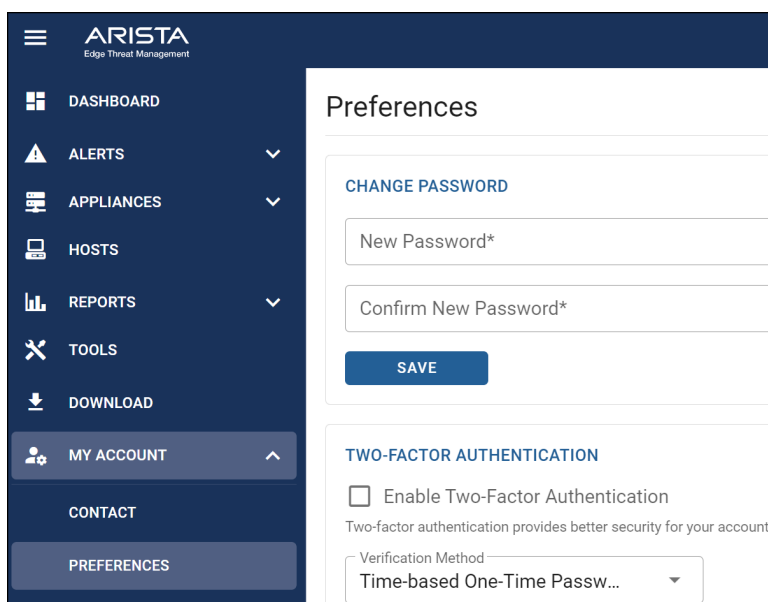 ARISTA
Edge Threat Management
DASHBOARD
ALERTS
APPLIANCES
HOSTS
REPORTS
TOOLS
DOWNLOAD
MY ACCOUNT
CONTACT
PREFERENCES
Preferences
CHANGE PASSWORD
New Password*
Confirm New Password*
SAVE
TWO-FACTOR AUTHENTICATION
Enable Two-Factor Authentication
Two-factor authentication provides better security for your account
Verification Method
Time-based One-Time Passw...